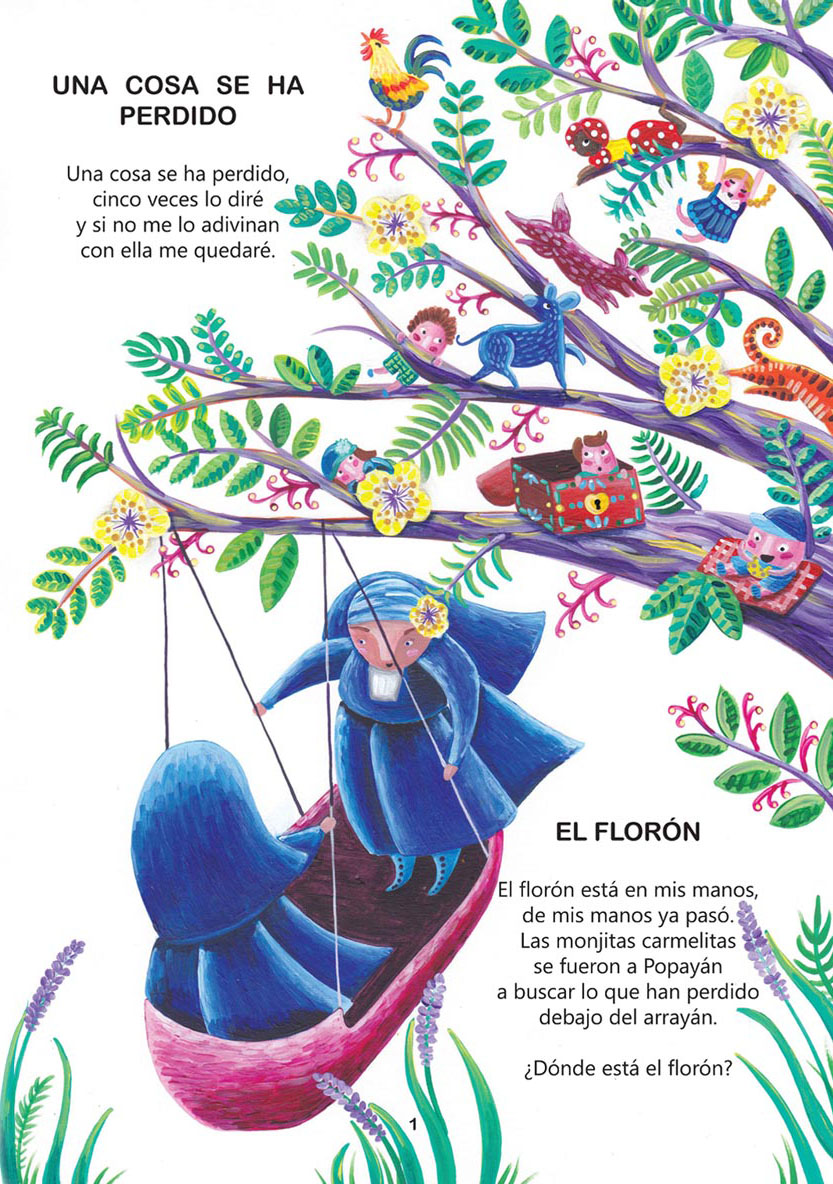 UNA COSA SE HA
PERDIDO
Una cosa se ha perdido,
cinco veces lo diré
y si no me lo adivinan
con ella me quedaré.
EL FLORÓN
El florón está en mis manos,
de mis manos ya pasó.
Las monjitas carmelitas
se fueron a Popayán
a buscar lo que han perdido
debajo del arrayán.
¿Dónde está el florón?
1